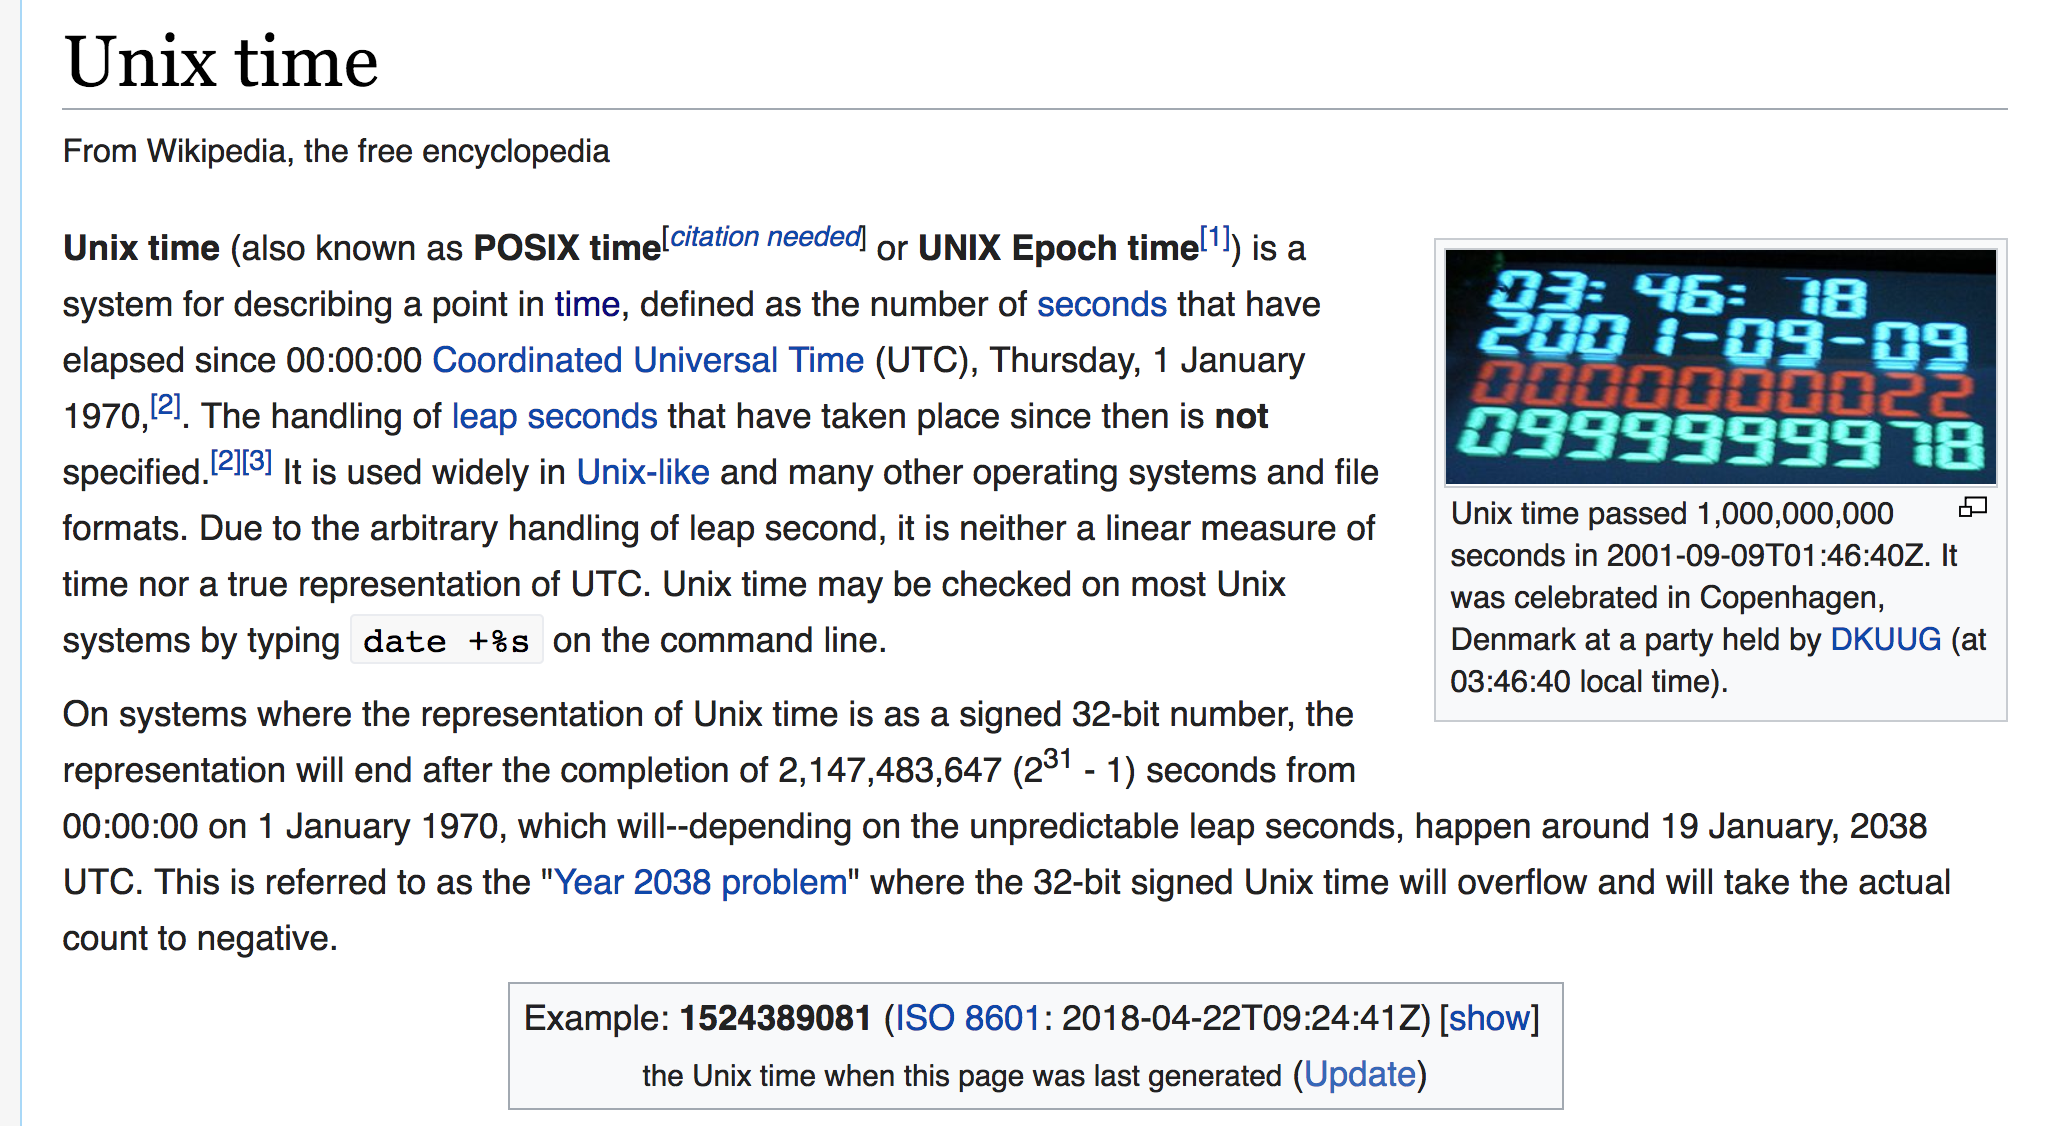 Unix time
From Wikipedia, the free encyclopedia
Unix time (also known as POSIX time[citation needed] or UNIX Epoch time[1]) is a
system for describing a point in time, defined as the number of seconds that have
elapsed since 00:00:00 Coordinated Universal Time (UTC), Thursday, 1 January
1970,[2]. The handling of leap seconds that have taken place since then is not
specified.[2][3] It is used widely in Unix-like and many other operating systems and file
formats. Due to the arbitrary handling of leap second, it is neither a linear measure of
time nor a true representation of UTC. Unix time may be checked on most Unix
systems by typing date +%s on the command line.
03: 46: 18
2001-09-09
0000000022
0999999978
Unix time passed 1,000,000,000
seconds in 2001-09-09T01:46:40Z. It
was celebrated in Copenhagen,
Denmark at a party held by DKUUG (at
03:46:40 local time).
On systems where the representation of Unix time is as a signed 32-bit number, the
representation will end after the completion of 2,147,483,647 (2³¹ - 1) seconds from
00:00:00 on 1 January 1970, which will--depending on the unpredictable leap seconds, happen around 19 January, 2038
UTC. This is referred to as the "Year 2038 problem" where the 32-bit signed Unix time will overflow and will take the actual
count to negative.
Example: 1524389081 (ISO 8601: 2018-04-22T09:24:41Z) [show]
the Unix time when this page was last generated (Update)